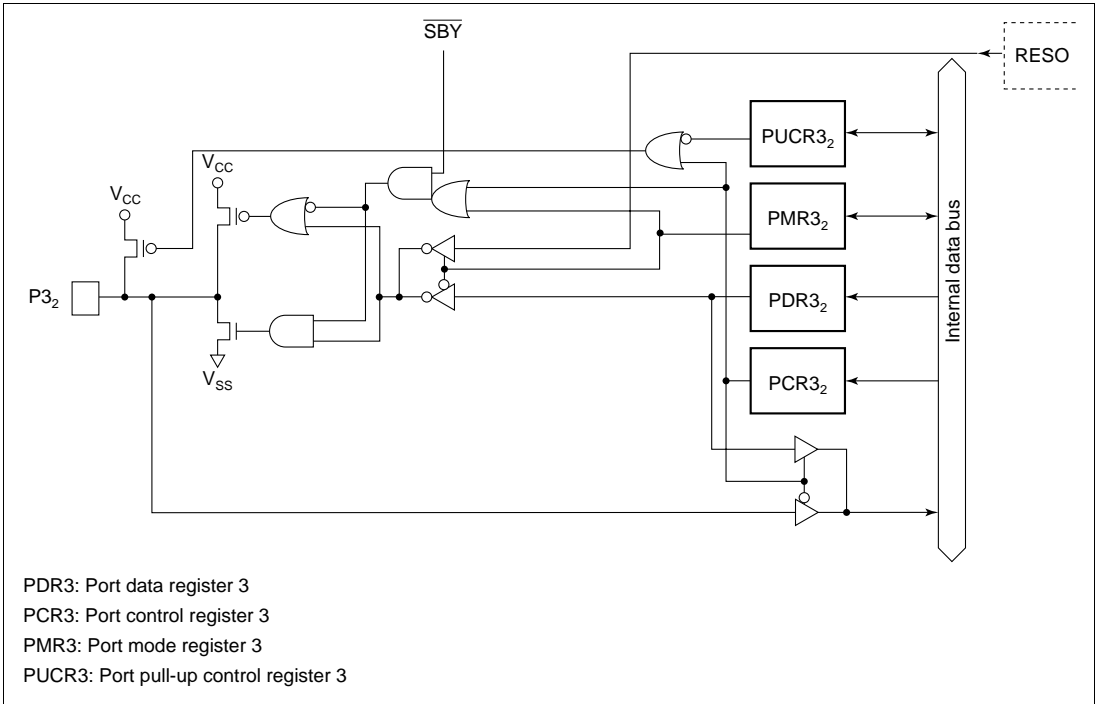 SBY
RESO
PUCR3₂
V_CC
V_CC
PMR3₂
P3₂
PDR3₂
Internal data bus
V_SS
PCR3₂
PDR3: Port data register 3
PCR3: Port control register 3
PMR3: Port mode register 3
PUCR3: Port pull-up control register 3